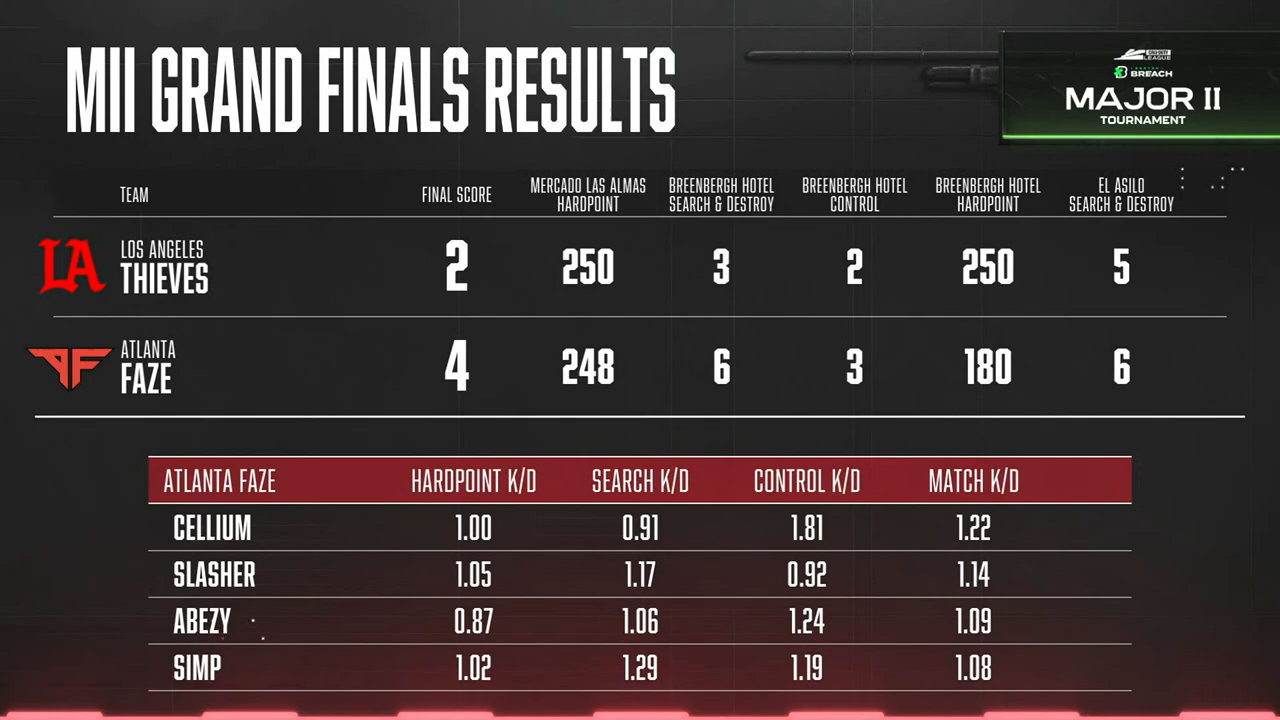 MII GRAND FINALS RESULTS
CALL OF DUTY
LEAGUE
BREACH
MAJOR II
TOURNAMENT
TEAM FINAL SCORE MERCADO LAS ALMAS HARDPOINT BREENBERGH HOTEL SEARCH & DESTROY BREENBERGH HOTEL CONTROL BREENBERGH HOTEL HARDPOINT EL ASILO SEARCH & DESTROY
LA LOS ANGELES
THIEVES 2 250 3 2 250 5
ATLANTA
FAZE 4 248 6 3 180 6
ATLANTA FAZE HARDPOINT K/D SEARCH K/D CONTROL K/D MATCH K/D
CELLIUM 1.00 0.91 1.81 1.22
SLASHER 1.05 1.17 0.92 1.14
ABEZY 0.87 1.06 1.24 1.09
SIMP 1.02 1.29 1.19 1.08